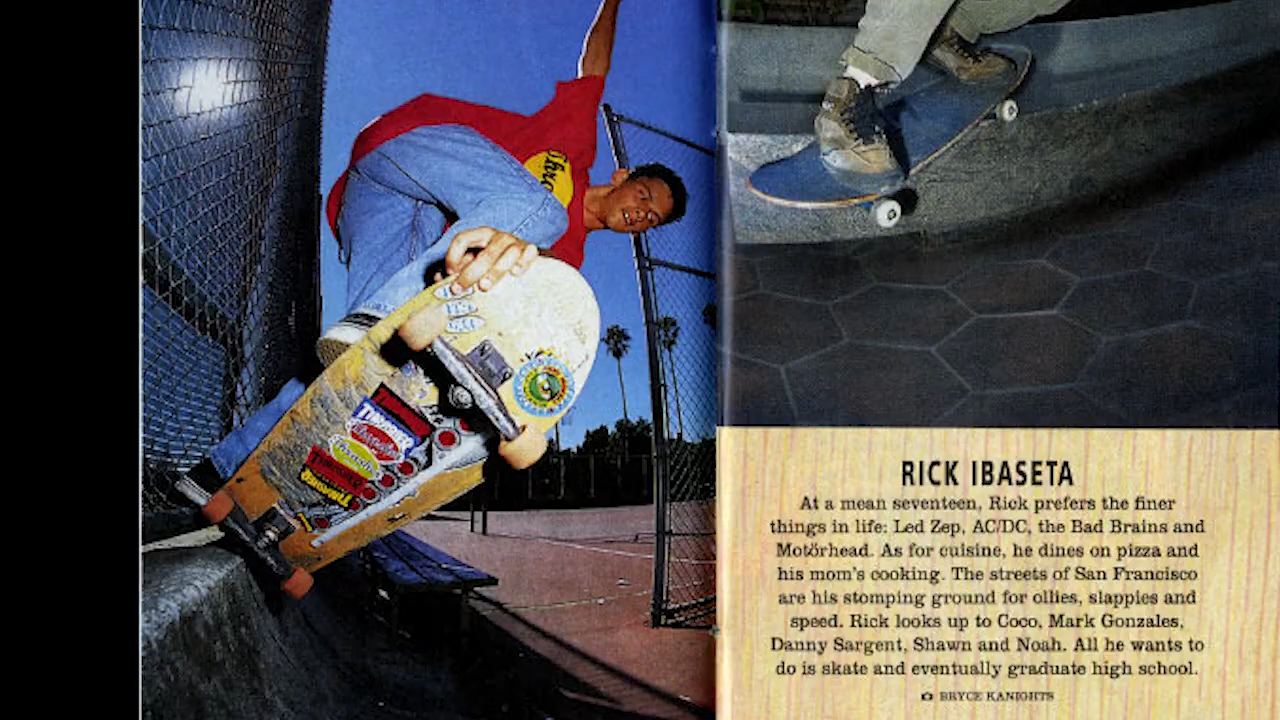 THRASHER
RICK IBASETA
At a mean seventeen, Rick prefers the finer
things in life: Led Zep, AC/DC, the Bad Brains and
Motörhead. As for cuisine, he dines on pizza and
his mom's cooking. The streets of San Francisco
are his stomping ground for ollies, slappies and
speed. Rick looks up to Coco, Mark Gonzales,
Danny Sargent, Shawn and Noah. All he wants to
do is skate and eventually graduate high school.
BRYCE KANIGHTS